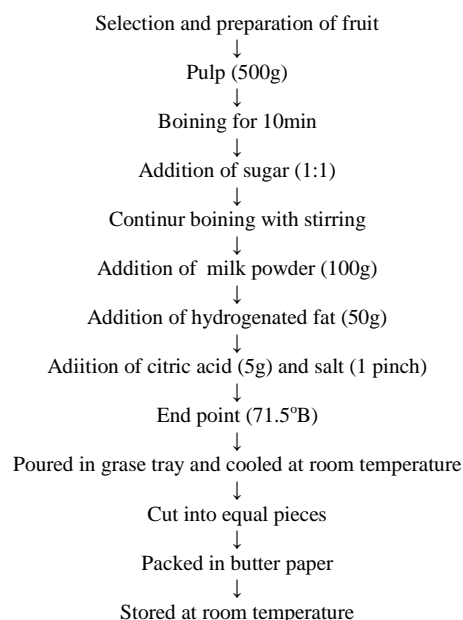 Selection and preparation of fruit
↓
Pulp (500g)
↓
Boining for 10min
↓
Addition of sugar (1:1)
↓
Continur boining with stirring
↓
Addition of  milk powder (100g)
↓
Addition of hydrogenated fat (50g)
↓
Adiition of citric acid (5g) and salt (1 pinch)
↓
End point (71.5°B)
↓
Poured in grase tray and cooled at room temperature
↓
Cut into equal pieces
↓
Packed in butter paper
↓
Stored at room temperature